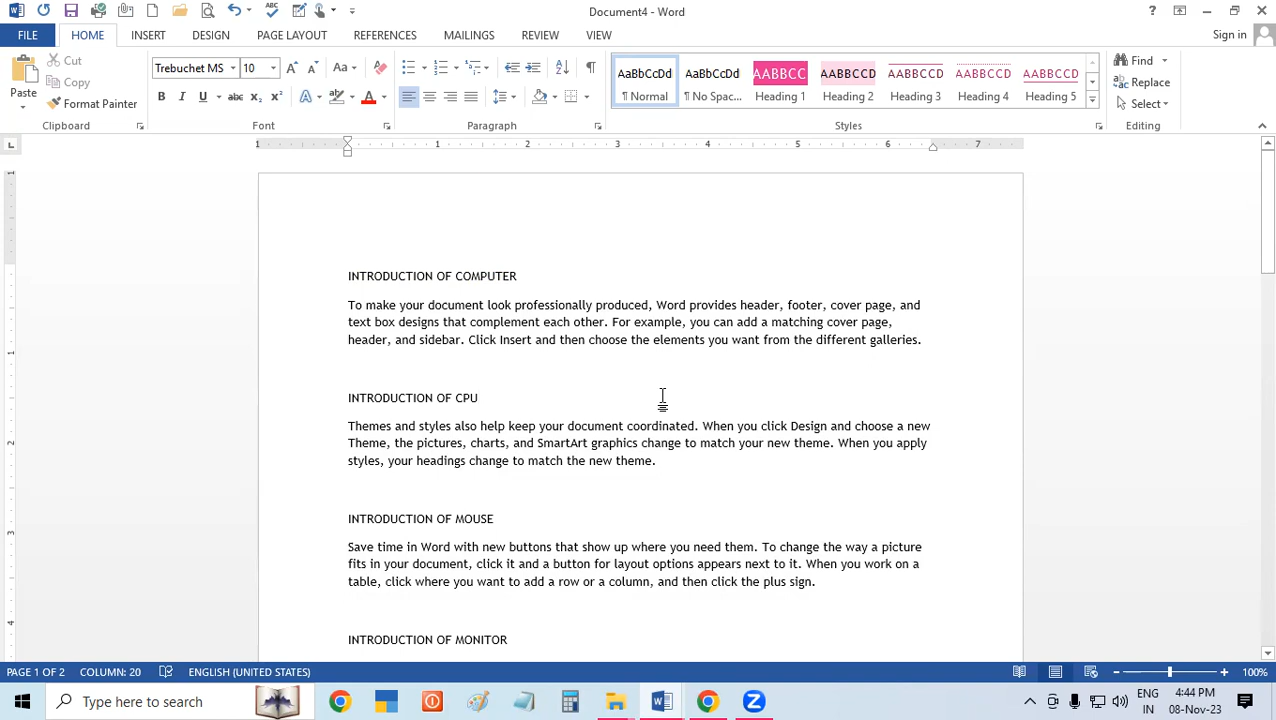 Document4 - Word
Sign in
FILE HOME INSERT DESIGN PAGE LAYOUT REFERENCES MAILINGS REVIEW VIEW
Paste
Cut
Copy
Format Painter
Clipboard
Trebuchet MS 10
Font
Paragraph
AaBbCcDd
¶ Normal
AaBbCcDd
¶ No Spac...
AABBCC
Heading 1
AABBCCD
Heading 2
AABBCCD
Heading 3
AABBCCD
Heading 4
AABBCCD
Heading 5
Styles
Find
Replace
Select
Editing
1 1 2 3 4 5 6 7
1
1
2
3
4
INTRODUCTION OF COMPUTER
To make your document look professionally produced, Word provides header, footer, cover page, and
text box designs that complement each other. For example, you can add a matching cover page,
header, and sidebar. Click Insert and then choose the elements you want from the different galleries.
INTRODUCTION OF CPU
Themes and styles also help keep your document coordinated. When you click Design and choose a new
Theme, the pictures, charts, and SmartArt graphics change to match your new theme. When you apply
styles, your headings change to match the new theme.
INTRODUCTION OF MOUSE
Save time in Word with new buttons that show up where you need them. To change the way a picture
fits in your document, click it and a button for layout options appears next to it. When you work on a
table, click where you want to add a row or a column, and then click the plus sign.
INTRODUCTION OF MONITOR
PAGE 1 OF 2 COLUMN: 20 ENGLISH (UNITED STATES) 100%
Type here to search
ENG
IN
4:44 PM
08-Nov-23